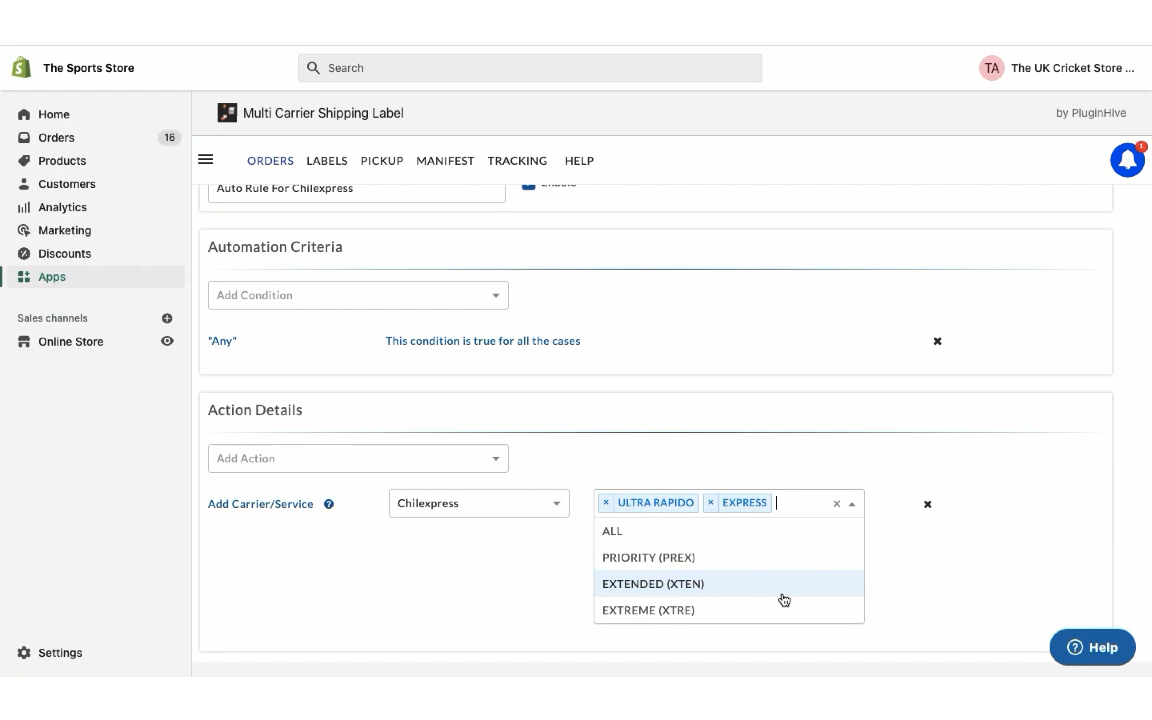 The Sports Store
Search
TA The UK Cricket Store ...
Home
Orders 16
Products
Customers
Analytics
Marketing
Discounts
Apps
Sales channels
Online Store
Settings
Multi Carrier Shipping Label
by PluginHive
ORDERS LABELS PICKUP MANIFEST TRACKING HELP
1
Auto Rule For Chilexpress
Enable
Automation Criteria
Add Condition
"Any" This condition is true for all the cases
Action Details
Add Action
Add Carrier/Service ? Chilexpress × ULTRA RAPIDO × EXPRESS
ALL
PRIORITY (PREX)
EXTENDED (XTEN)
EXTREME (XTRE)
? Help